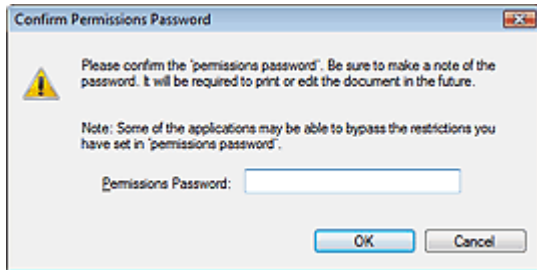 Confirm Permissions Password
Please confirm the 'permissions password'. Be sure to make a note of the
password. It will be required to print or edit the document in the future.
Note: Some of the applications may be able to bypass the restrictions you
have set in 'permissions password'.
Permissions Password:
OK Cancel